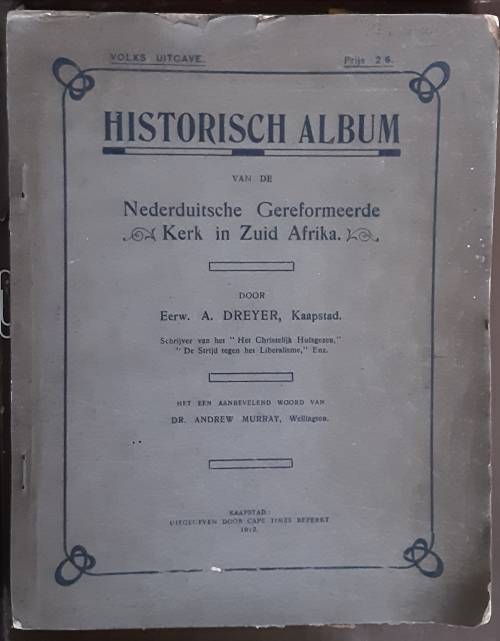 VOLKS UITGAVE. Prijs 2/6.
HISTORISCH ALBUM
VAN DE
Nederduitsche Gereformeerde
Kerk in Zuid Afrika.
DOOR
Eerw. A. DREYER, Kaapstad.
Schrijver van het "Het Christelijk Huisgezin,"
"De Strijd tegen het Liberalisme," Enz.
MET EEN AANBEVELEND WOORD VAN
DR. ANDREW MURRAY, Wellington.
KAAPSTAD:
UITGEGEVEN DOOR CAPE TIMES BEPERKT
1912.